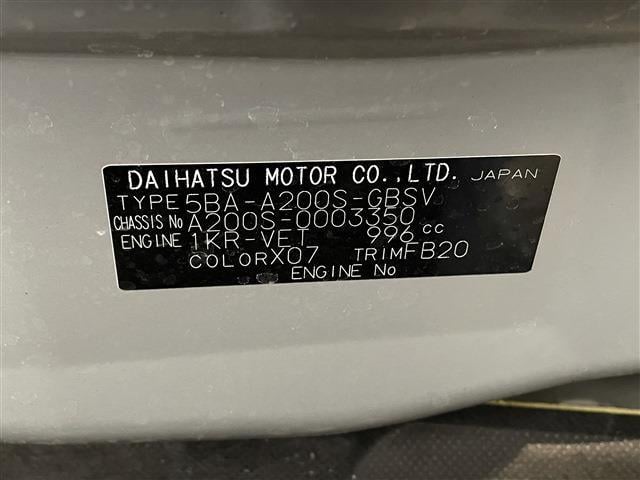 DAIHATSU MOTOR CO.,LTD. JAPAN
TYPE 5BA-A200S-GBSV
CHASSIS No A200S-0003350
ENGINE 1KR-VET 996 cc
COLOR X07 TRIM FB20
ENGINE No